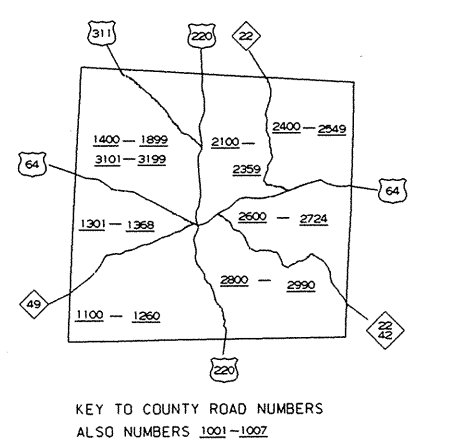 311
220
22
2400 — 2549
1400 — 1899
2100 —
3101 — 3199
2359
64
64
1301 — 1368
2600 — 2724
2800 —
2990
49
1100 — 1260
22
42
220
KEY TO COUNTY ROAD NUMBERS
ALSO NUMBERS 1001-1007